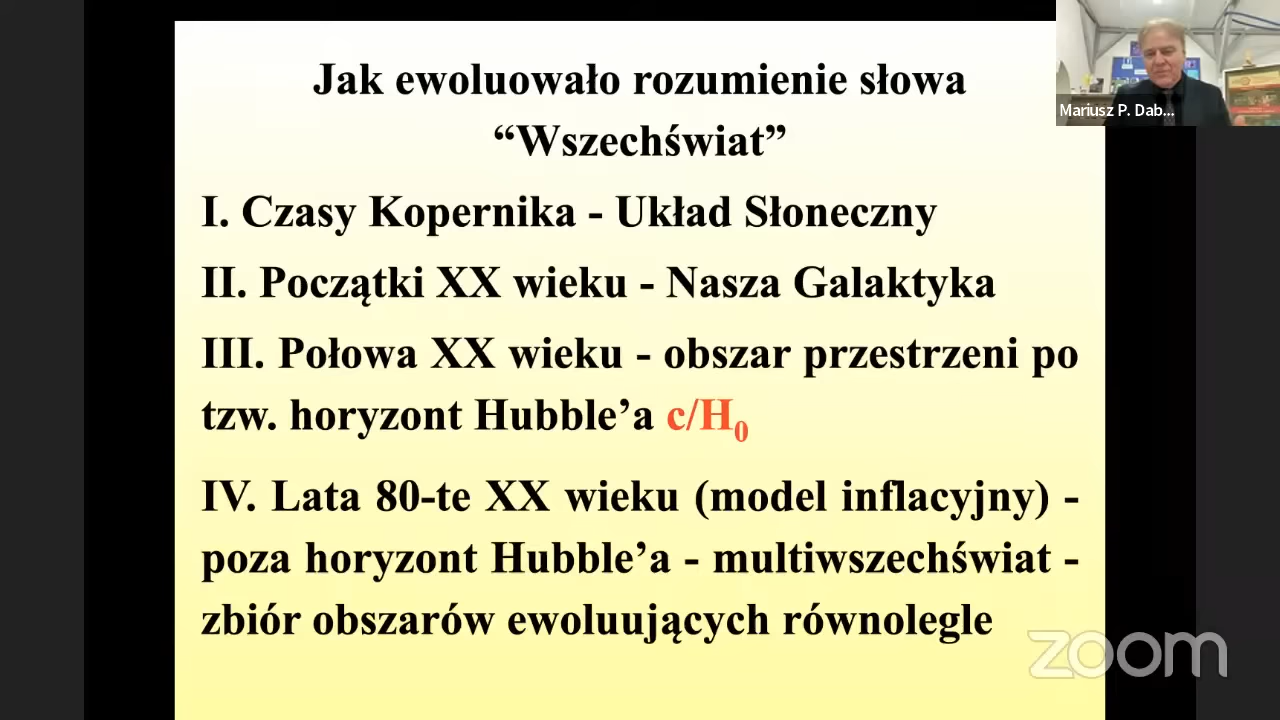 Jak ewoluowało rozumienie słowa
“Wszechświat”
I. Czasy Kopernika - Układ Słoneczny
II. Początki XX wieku - Nasza Galaktyka
III. Połowa XX wieku - obszar przestrzeni po
tzw. horyzont Hubble’a c/H₀
IV. Lata 80-te XX wieku (model inflacyjny) -
poza horyzont Hubble’a - multiwszechświat -
zbiór obszarów ewoluujących równolegle
Mariusz P. Dab...
zoom